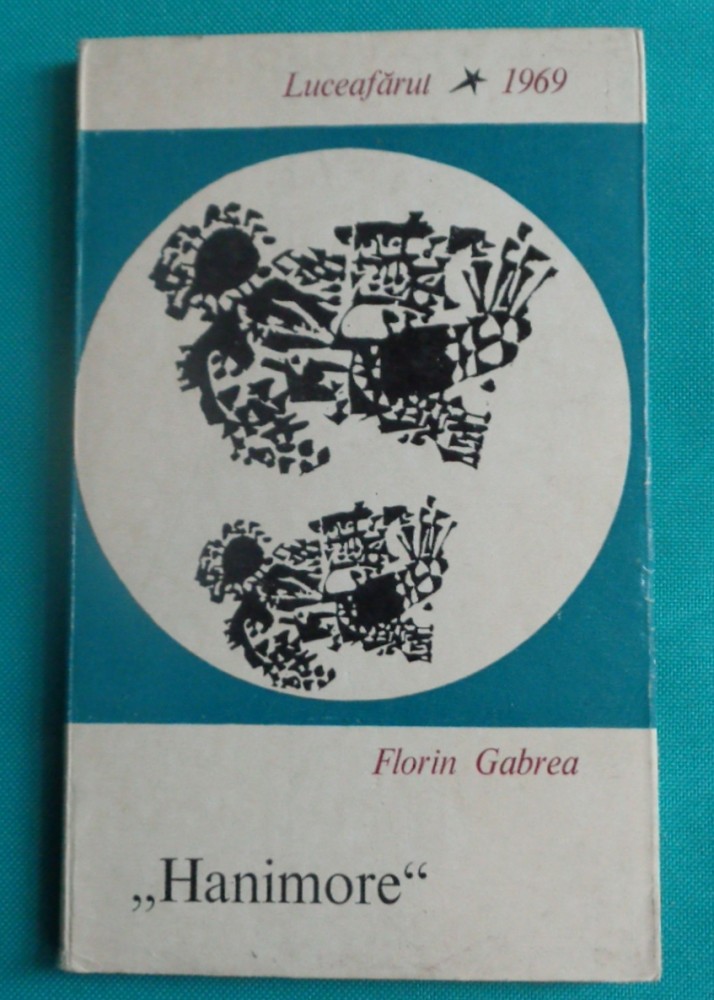 Luceafărul ★ 1969
Florin Gabrea
„Hanimore“